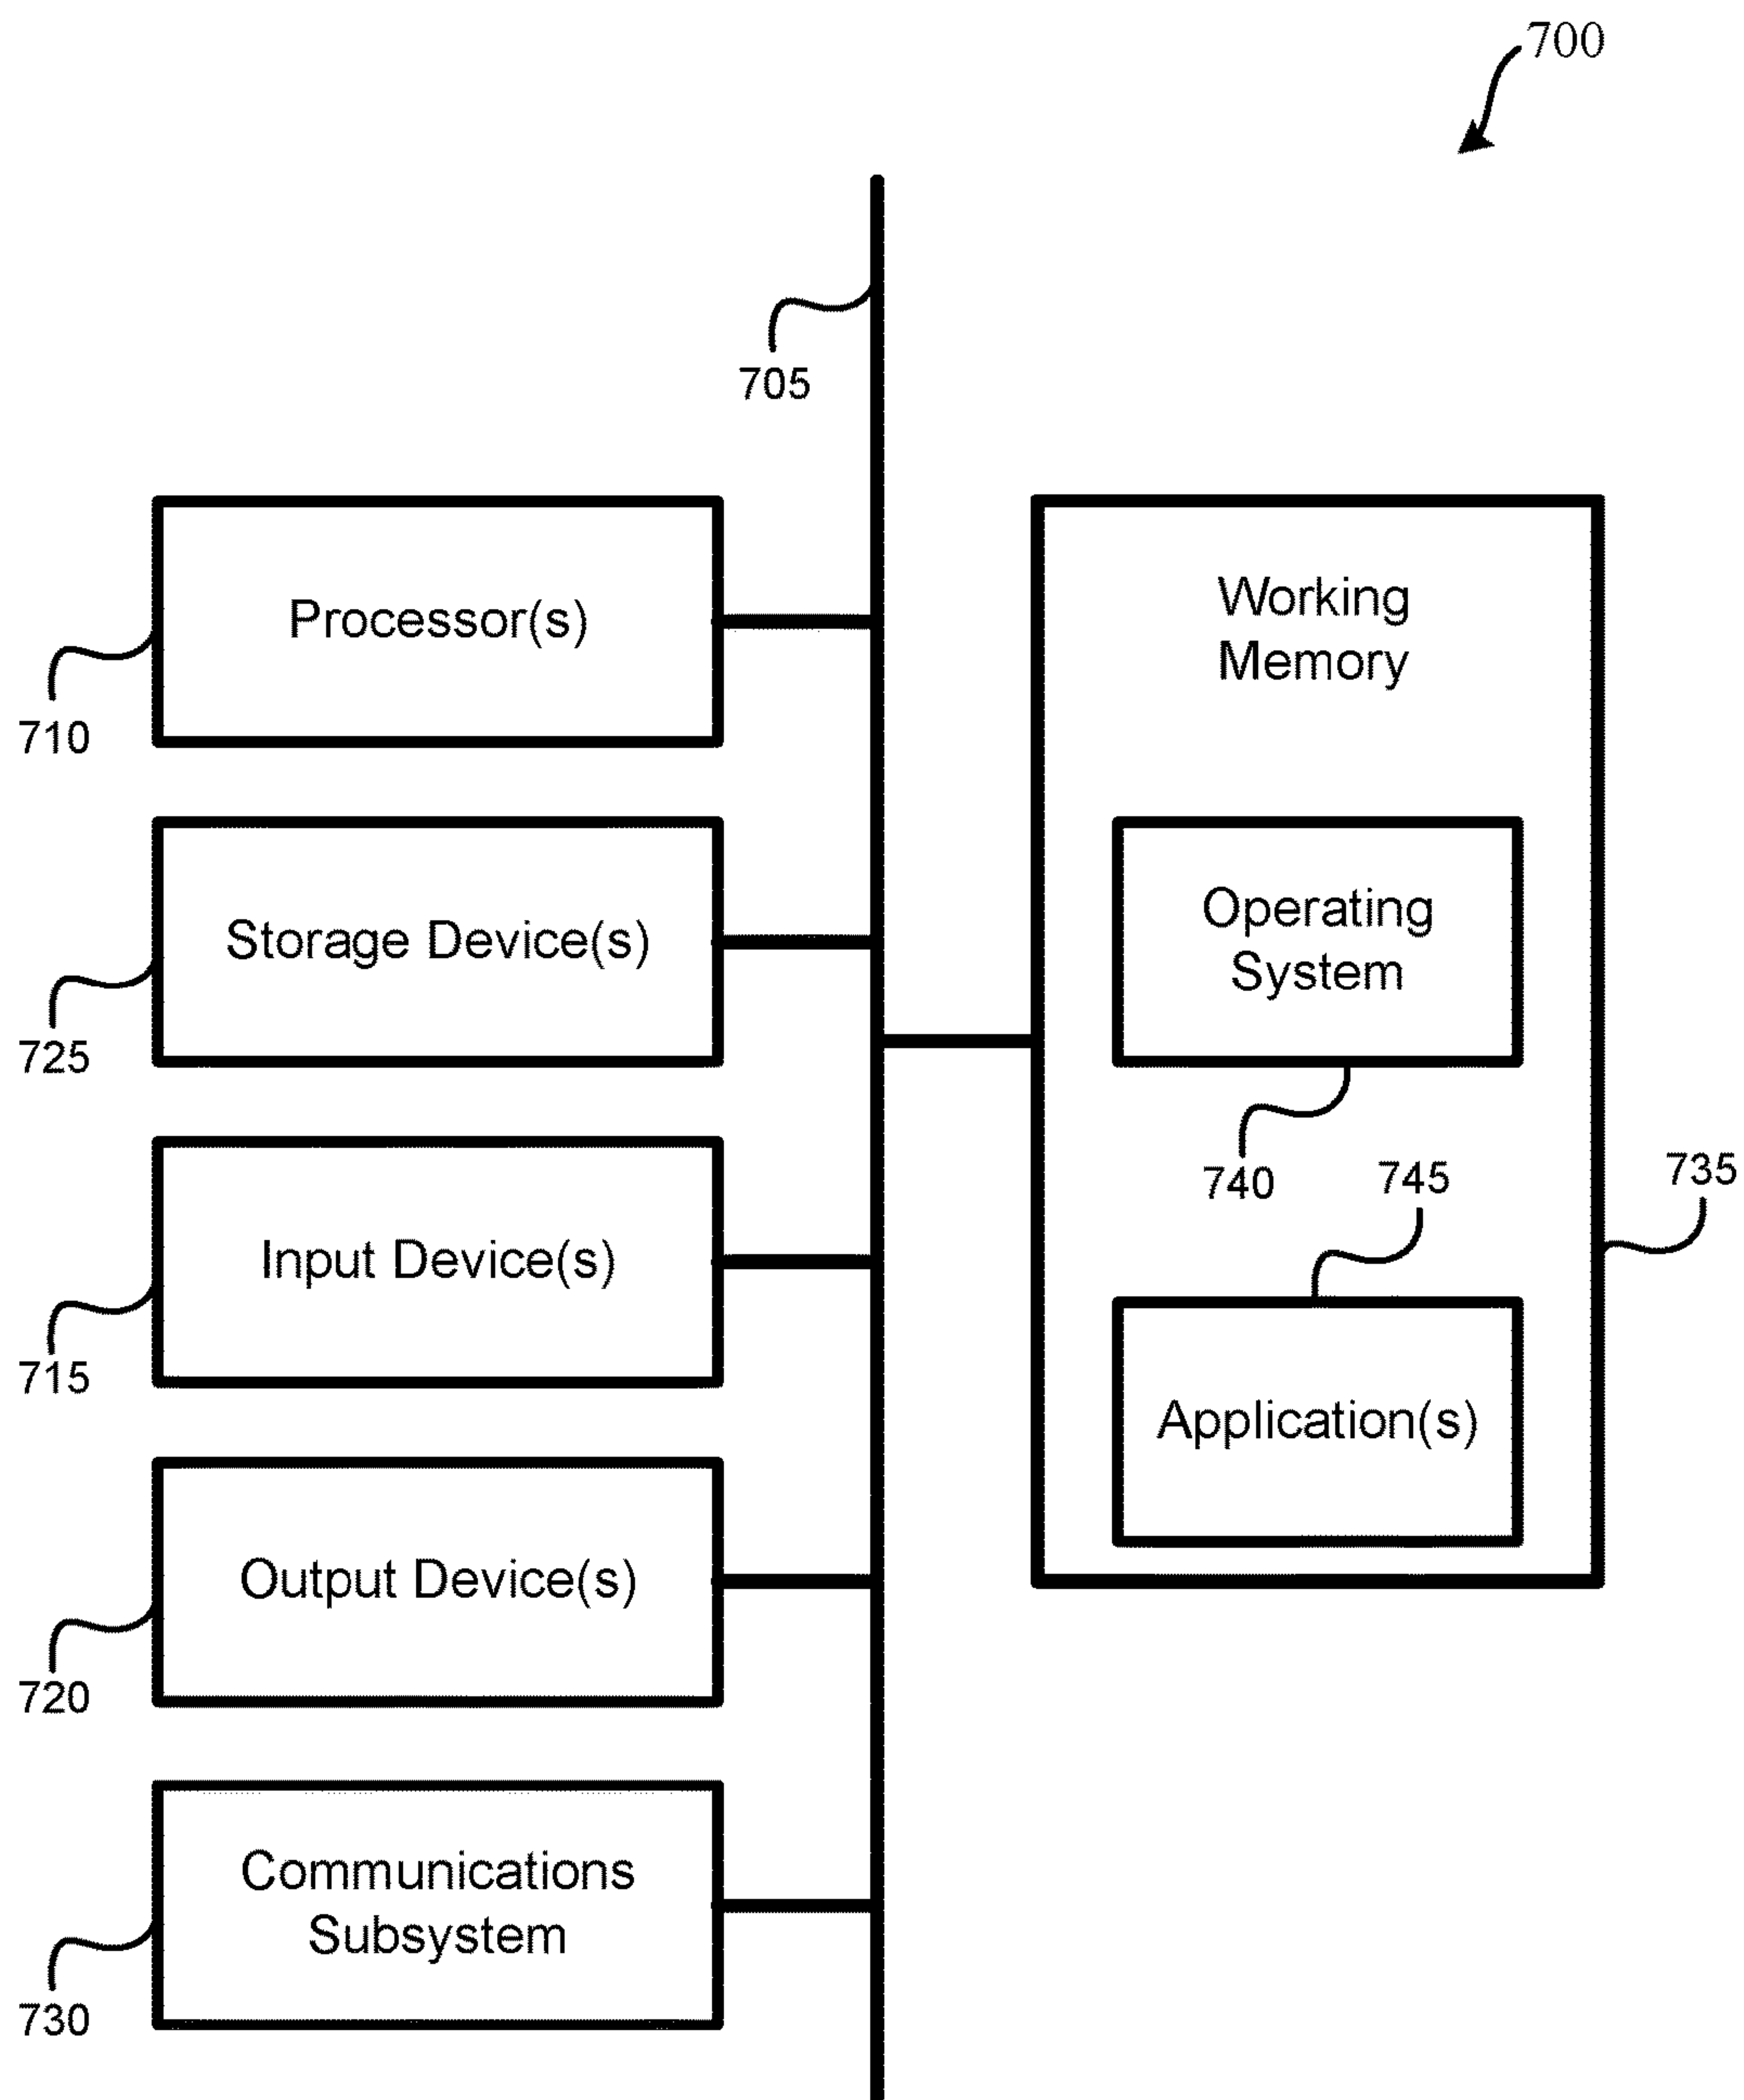 700
705
Processor(s)
710
Storage Device(s)
725
Input Device(s)
715
Output Device(s)
720
Communications
Subsystem
730
Working
Memory
Operating
System
740
745
735
Application(s)